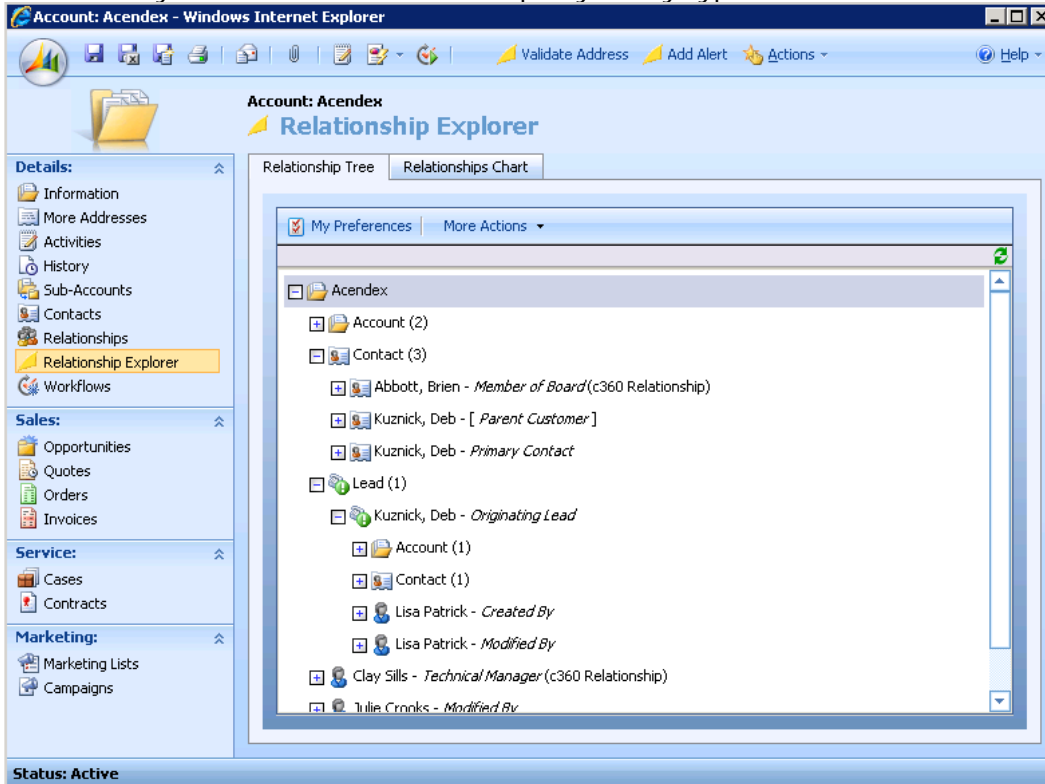 Account: Acendex - Windows Internet Explorer
Validate Address Add Alert Actions Help
Account: Acendex
Relationship Explorer
Details:
Information
More Addresses
Activities
History
Sub-Accounts
Contacts
Relationships
Relationship Explorer
Workflows
Sales:
Opportunities
Quotes
Orders
Invoices
Service:
Cases
Contracts
Marketing:
Marketing Lists
Campaigns
Relationship Tree Relationships Chart
My Preferences More Actions
Acendex
Account (2)
Contact (3)
Abbott, Brien - Member of Board (c360 Relationship)
Kuznick, Deb - [ Parent Customer ]
Kuznick, Deb - Primary Contact
Lead (1)
Kuznick, Deb - Originating Lead
Account (1)
Contact (1)
Lisa Patrick - Created By
Lisa Patrick - Modified By
Clay Sills - Technical Manager (c360 Relationship)
Julie Crooks - Modified By
Status: Active